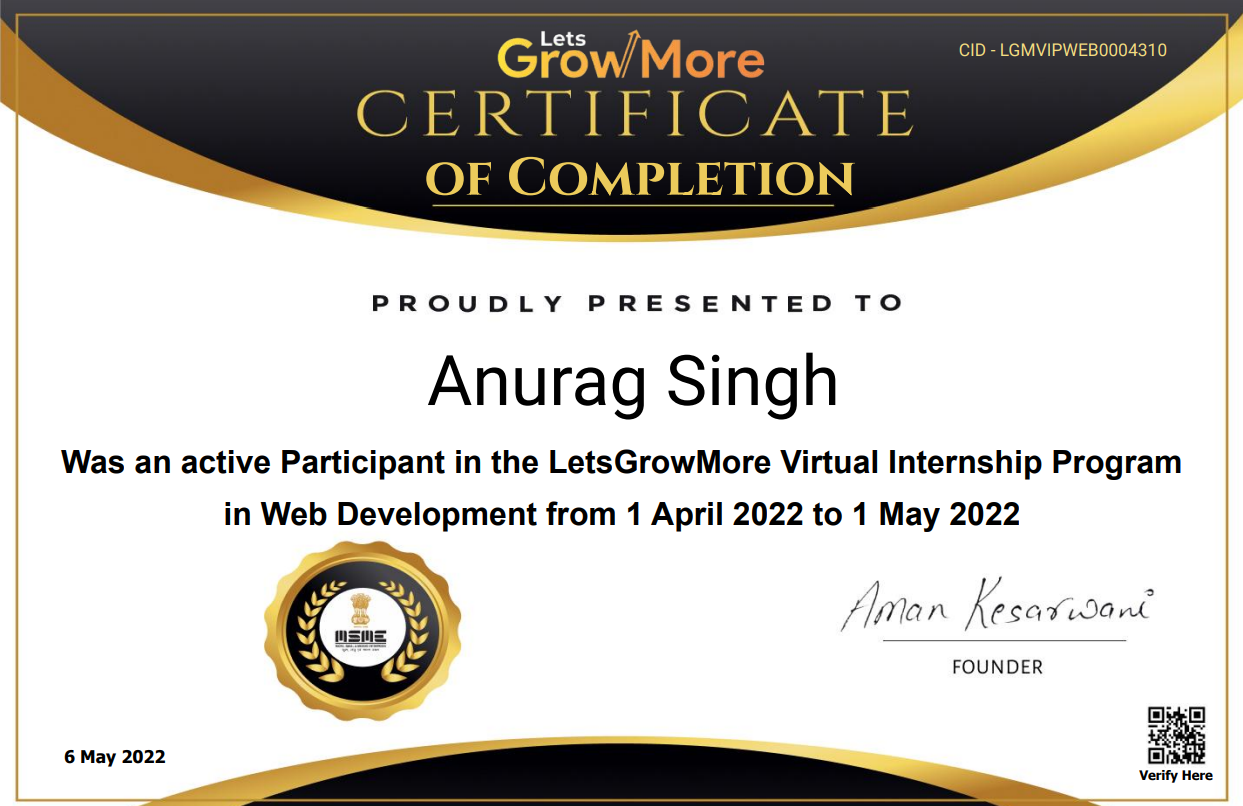 Lets
GrowMore
CID - LGMVIPWEB0004310
CERTIFICATE
OF COMPLETION
PROUDLY PRESENTED TO
Anurag Singh
Was an active Participant in the LetsGrowMore Virtual Internship Program
in Web Development from 1 April 2022 to 1 May 2022
MSME
Aman Kesarwani
FOUNDER
6 May 2022
Verify Here